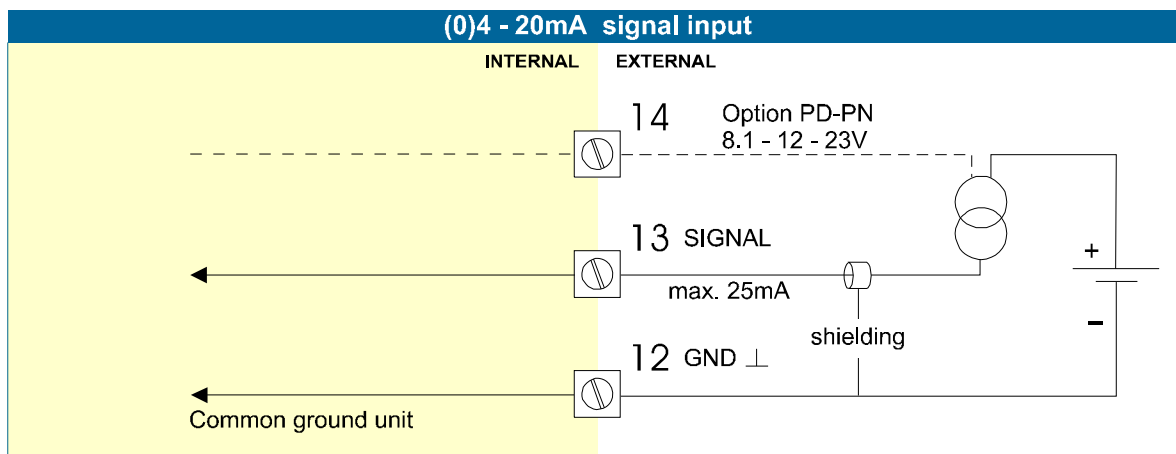 (0)4 - 20mA signal input
INTERNAL EXTERNAL
14 Option PD-PN
8.1 - 12 - 23V
13 SIGNAL
+
max. 25mA
shielding
–
12 GND ⊥
Common ground unit